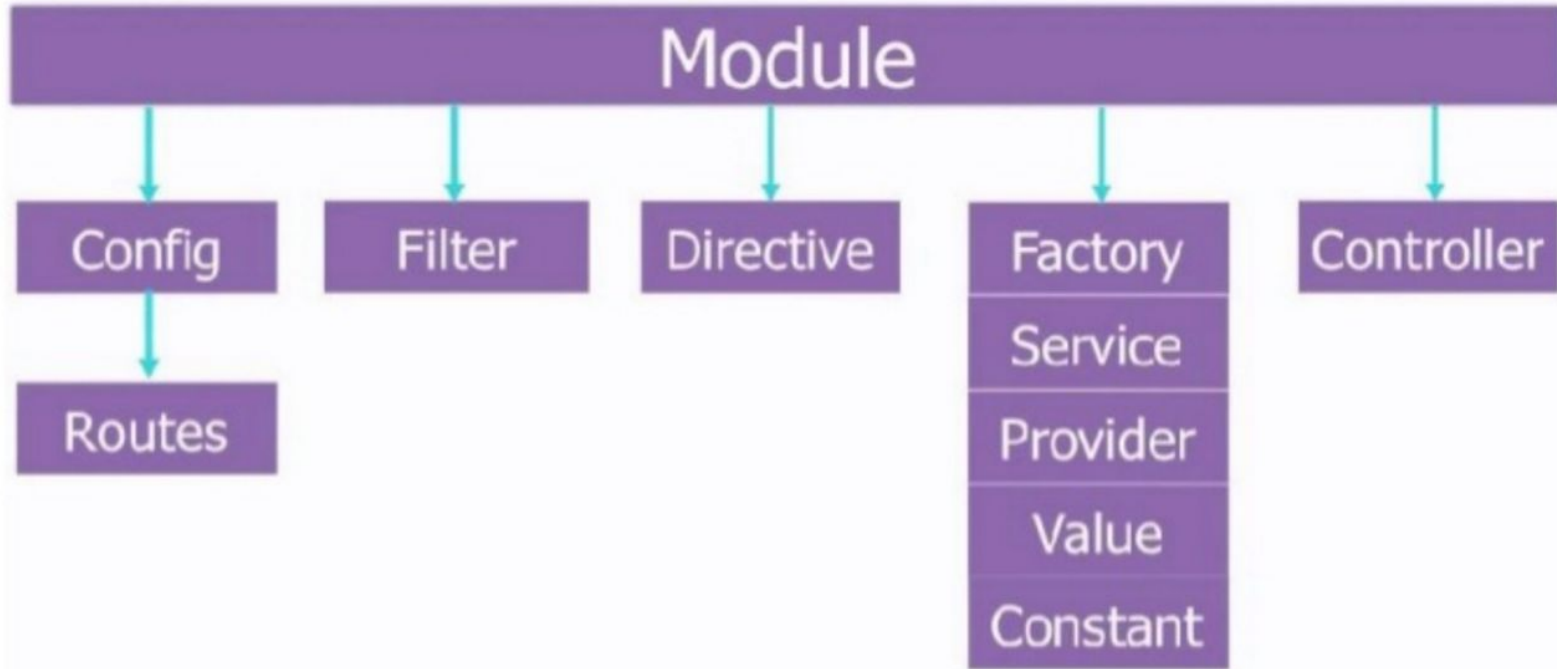 Module
Config
Filter
Directive
Factory
Controller
Service
Routes
Provider
Value
Constant